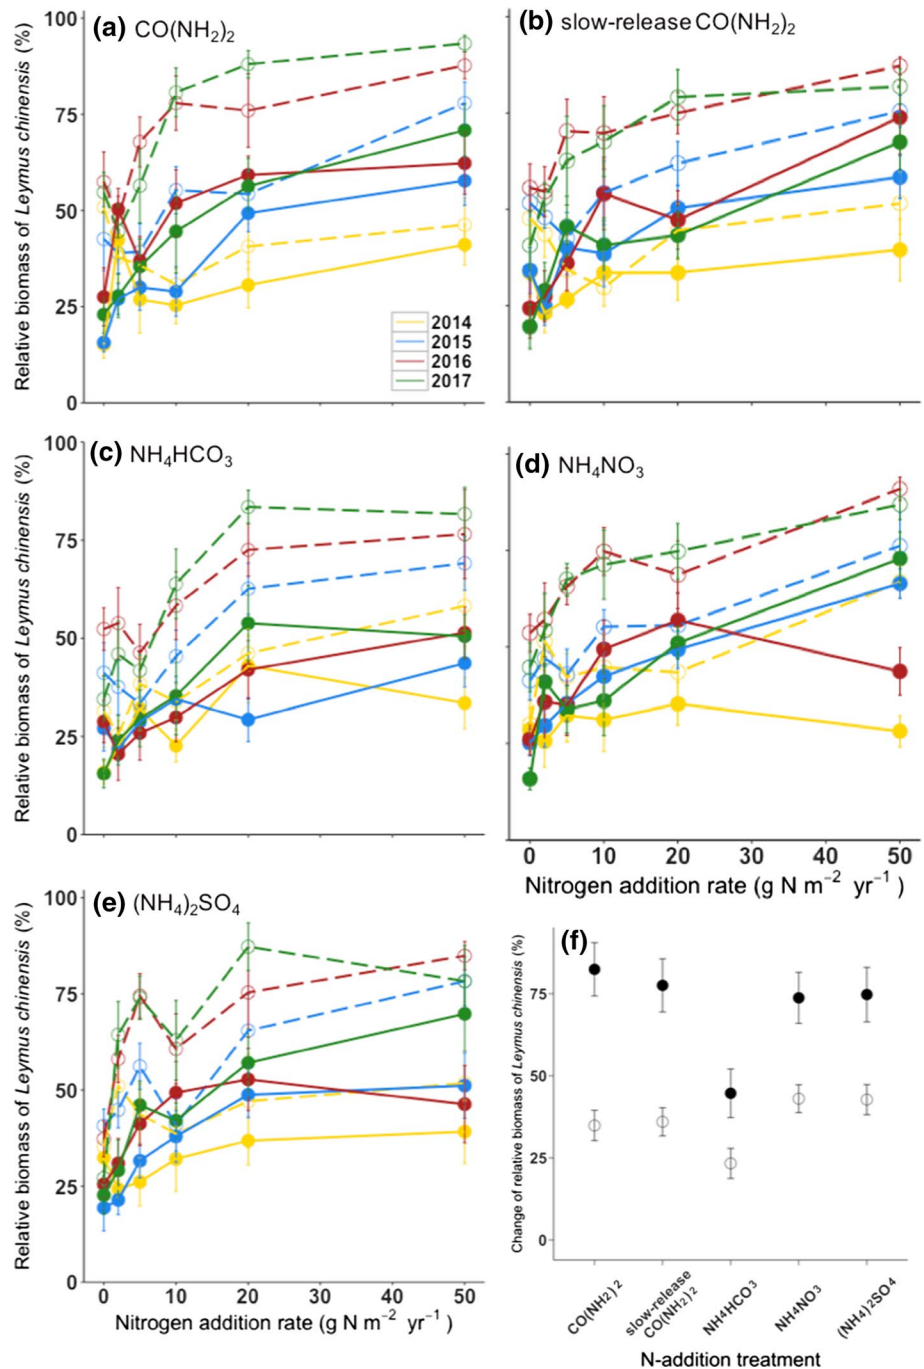 (a) CO(NH₂)₂
Relative biomass of Leymus chinensis (%)
100
75
50
25
0
2014
2015
2016
2017
(b) slow-release CO(NH₂)₂
(c) NH₄HCO₃
Relative biomass of Leymus chinensis (%)
100
75
50
25
0
(d) NH₄NO₃
0 10 20 30 40 50
Nitrogen addition rate (g N m⁻² yr⁻¹ )
(e) (NH₄)₂SO₄
Relative biomass of Leymus chinensis (%)
100
75
50
25
0
0 10 20 30 40 50
Nitrogen addition rate (g N m⁻² yr⁻¹ )
(f)
Change of relative biomass of Leymus chinensis (%)
75
50
25
0
CO(NH₂)₂
slow-release
CO(NH₂)₂
NH4HCO₃
NH4NO₃
(NH4)₂SO₄
N-addition treatment